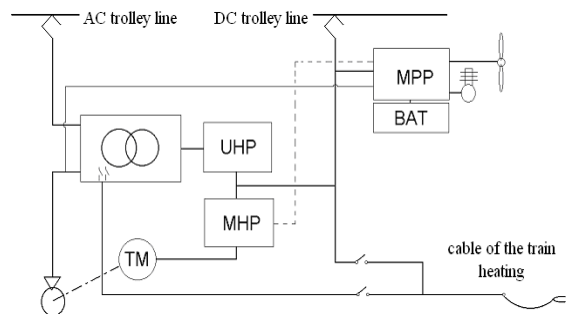 AC trolley line
DC trolley line
MPP
BAT
UHP
MHP
TM
cable of the train
heating